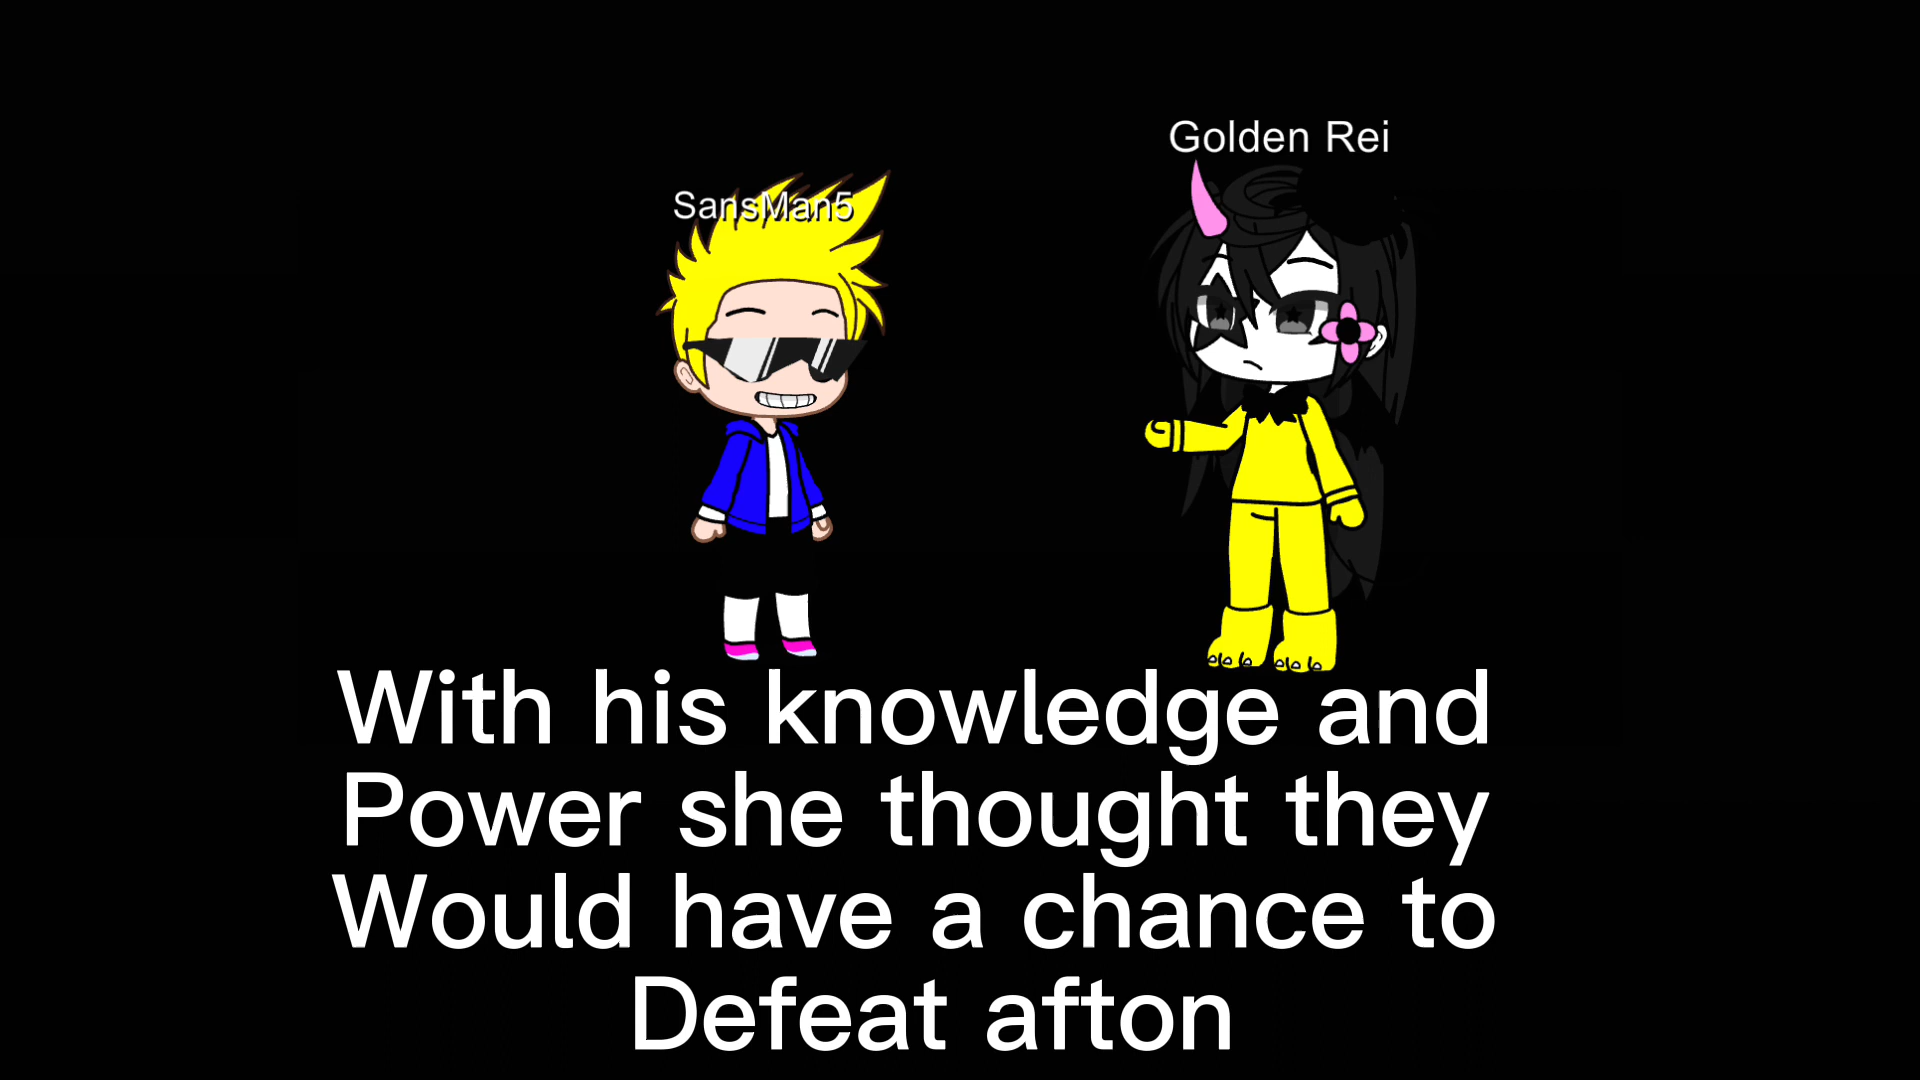 Golden Rei
SansMan5
With his knowledge and
Power she thought they
Would have a chance to
Defeat afton